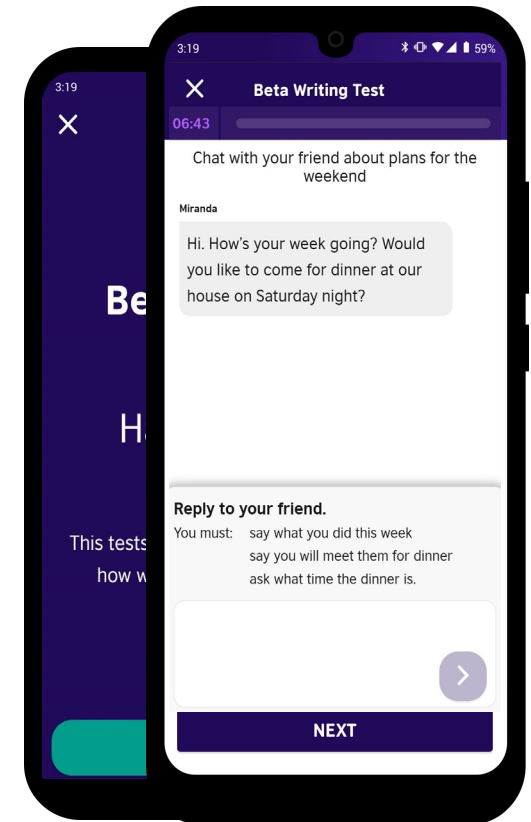 3:19
Be
H
This tests
how w
3:19
59%
Beta Writing Test
06:43
Chat with your friend about plans for the
weekend
Miranda
Hi. How's your week going? Would
you like to come for dinner at our
house on Saturday night?
Reply to your friend.
You must: say what you did this week
say you will meet them for dinner
ask what time the dinner is.
NEXT